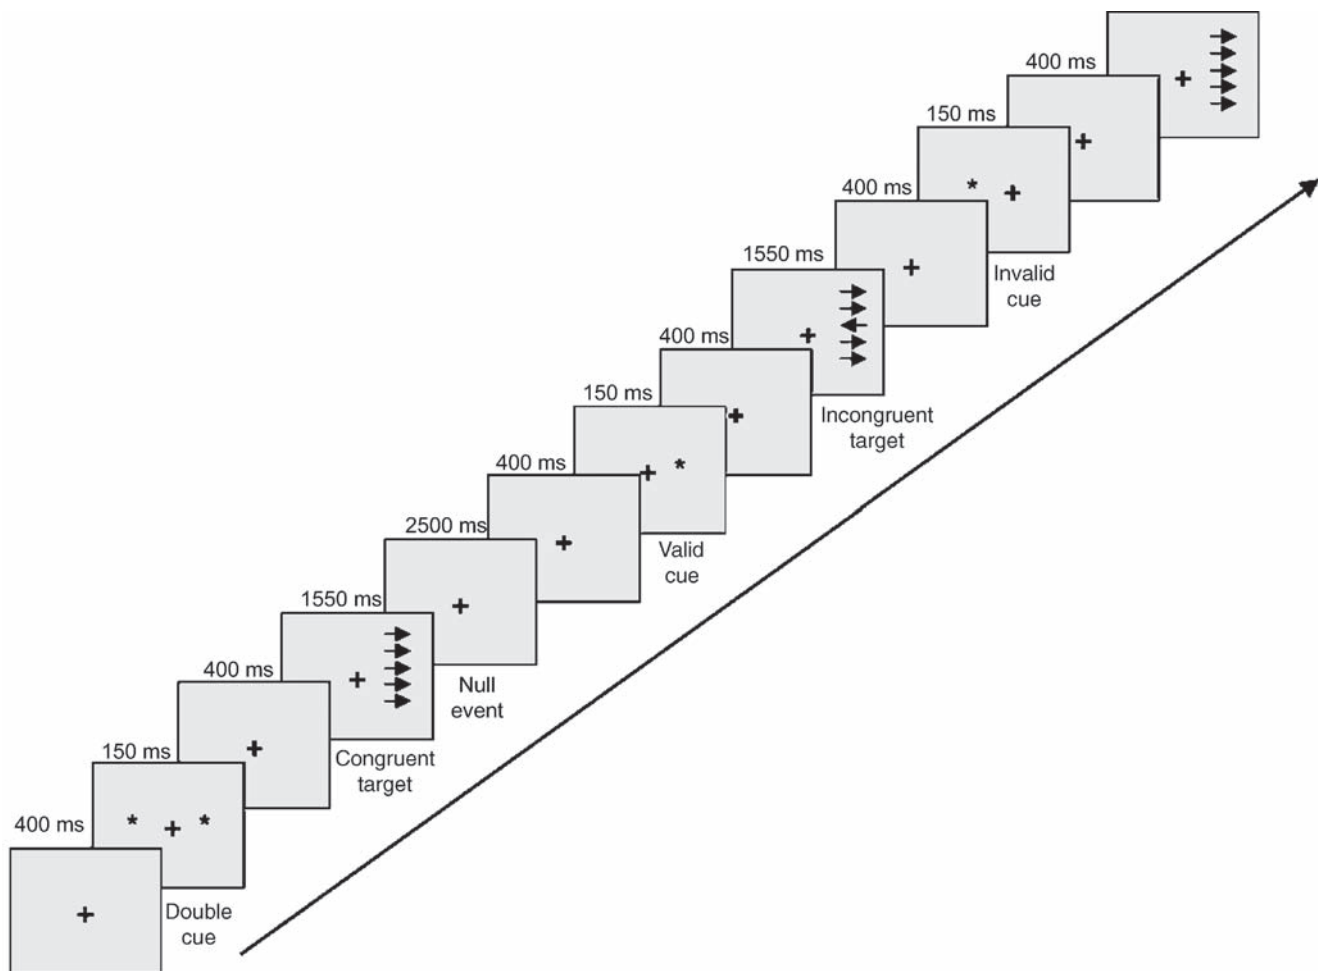 400 ms
150 ms
400 ms
1550 ms
2500 ms
400 ms
150 ms
400 ms
1550 ms
400 ms
150 ms
400 ms
Invalid
cue
Incongruent
target
Valid
cue
Null
event
Congruent
target
Double
cue